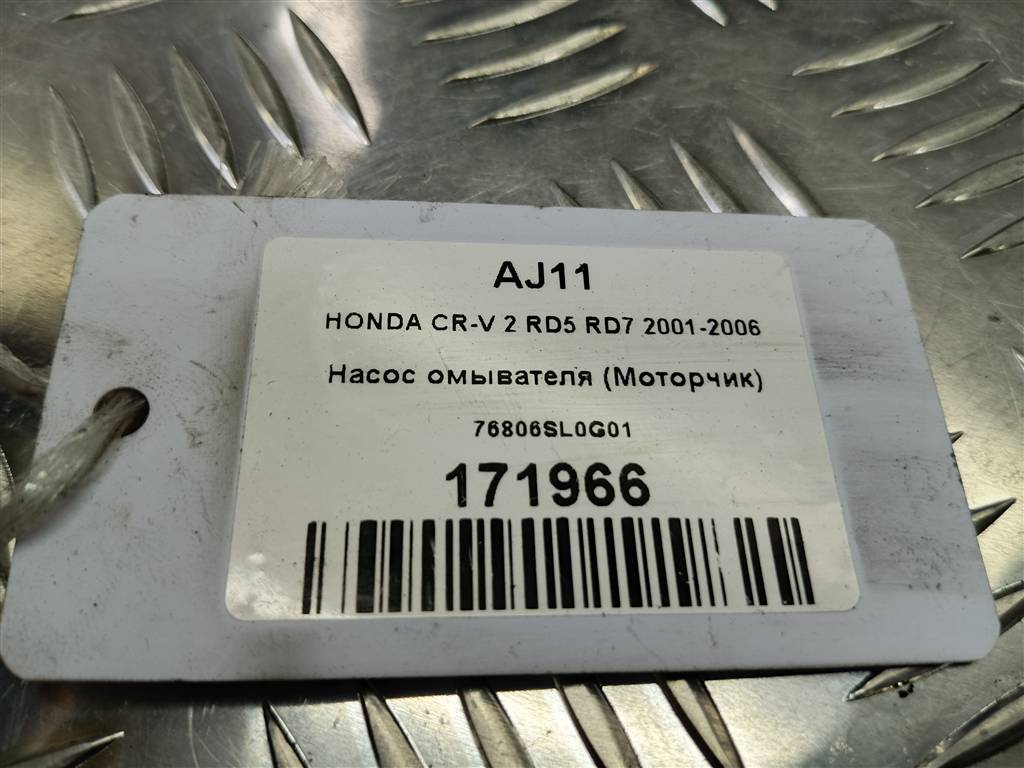 AJ11
HONDA CR-V 2 RD5 RD7 2001-2006
Насос омывателя (Моторчик)
76806SL0G01
171966